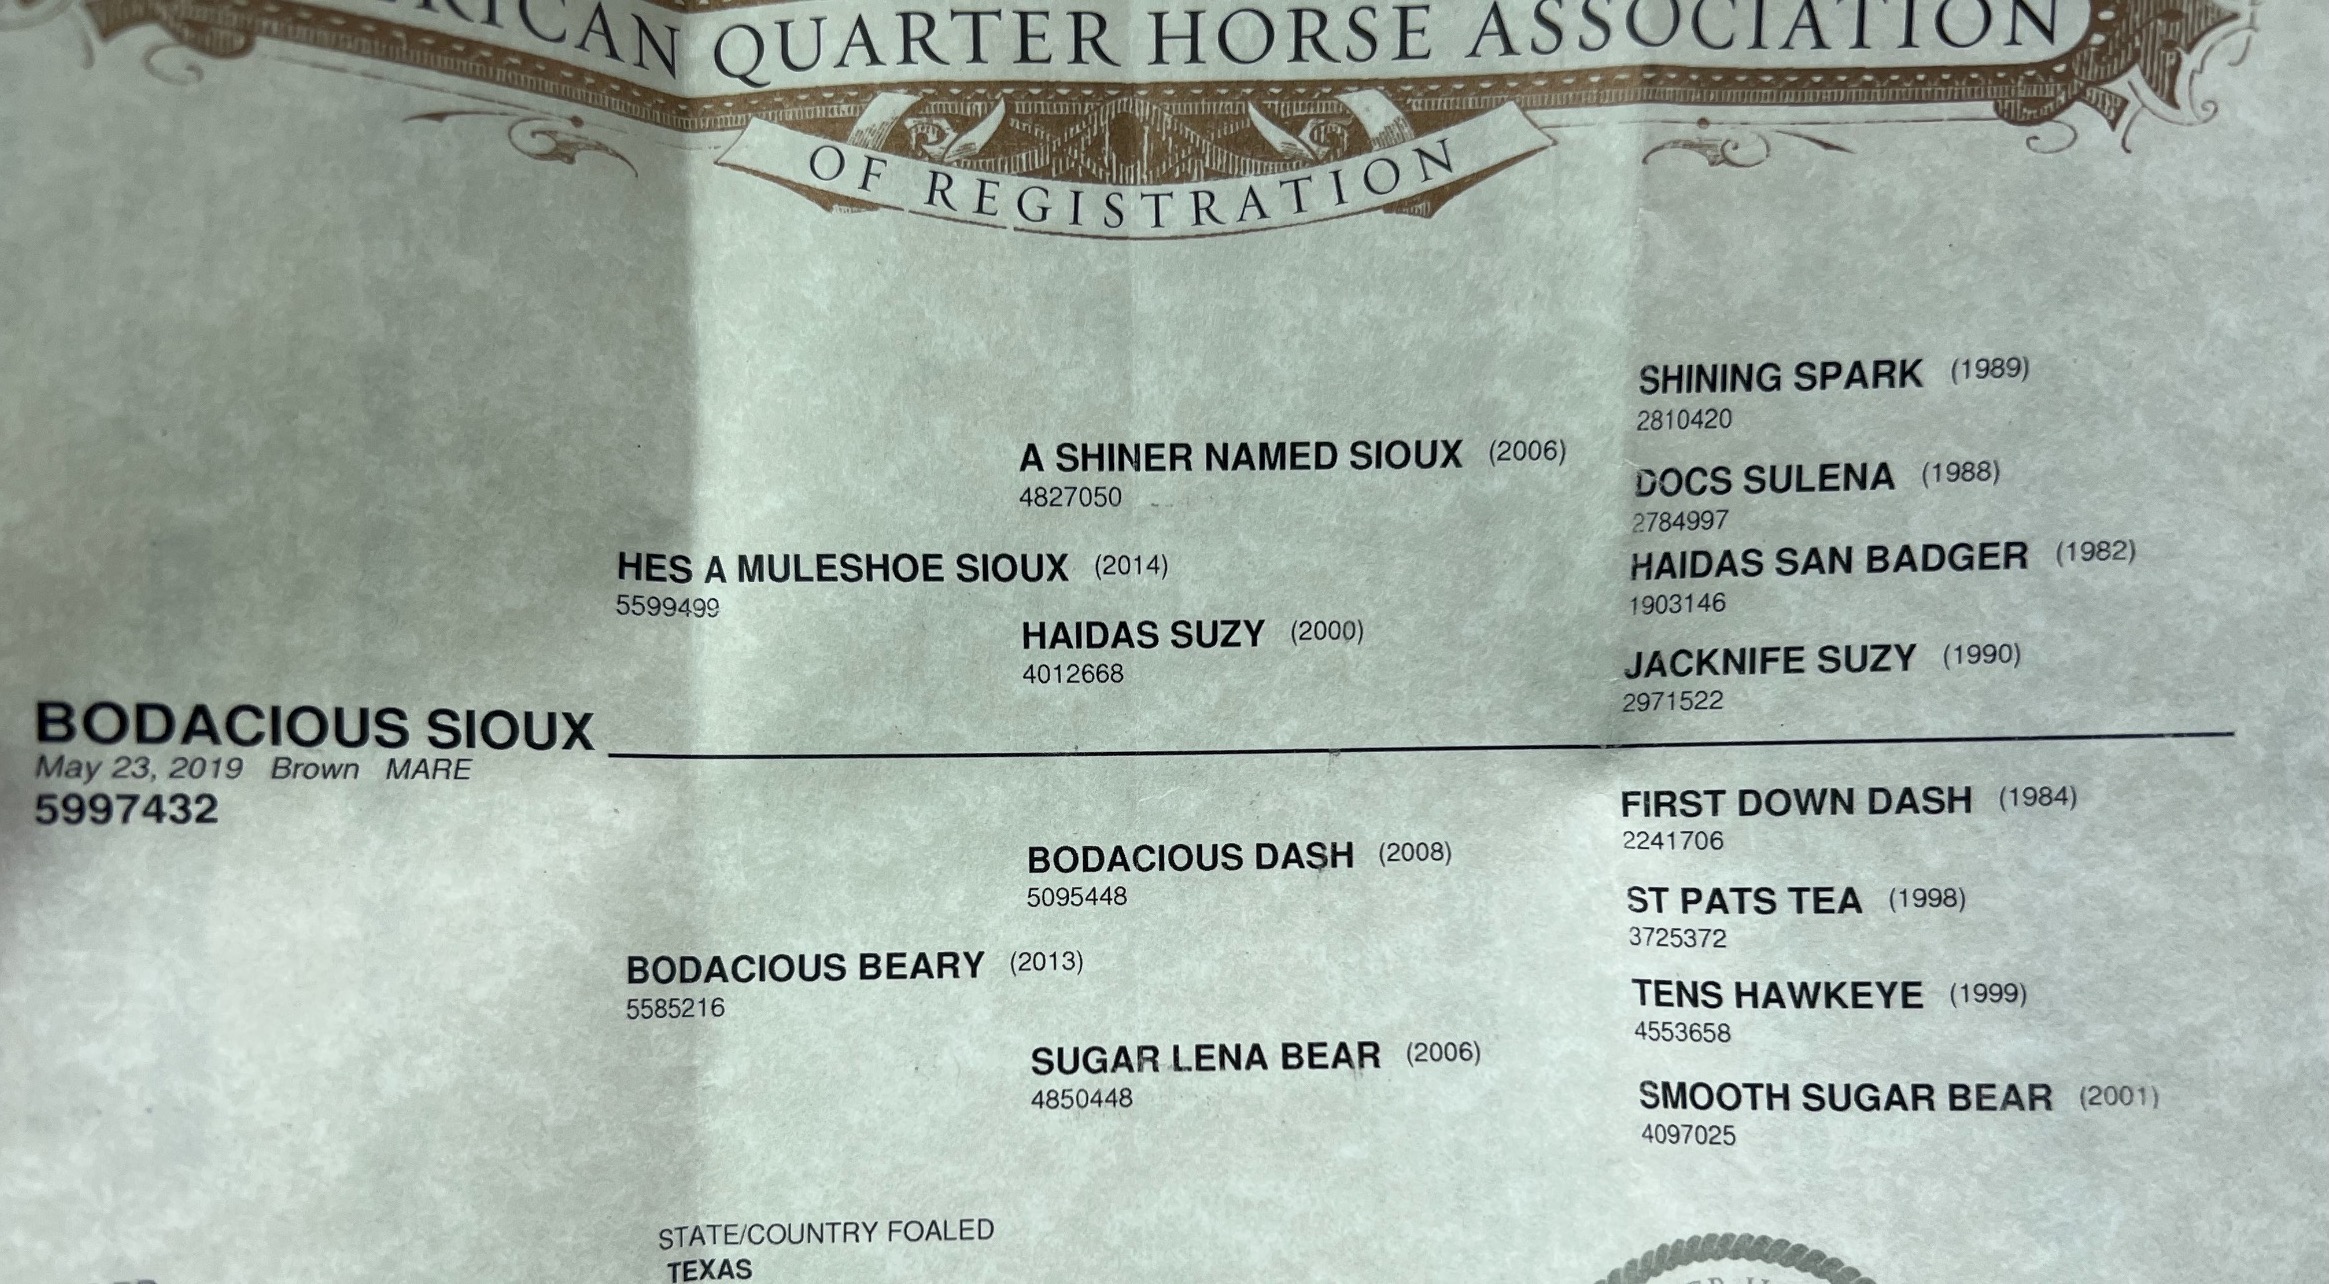 AMERICAN QUARTER HORSE ASSOCIATION
OF REGISTRATION
SHINING SPARK (1989)
2810420
A SHINER NAMED SIOUX (2006)
4827050
DOCS SULENA (1988)
2784997
HES A MULESHOE SIOUX (2014)
5599499
HAIDAS SAN BADGER (1982)
1903146
HAIDAS SUZY (2000)
4012668
JACKNIFE SUZY (1990)
2971522
BODACIOUS SIOUX
May 23, 2019 Brown MARE
5997432
FIRST DOWN DASH (1984)
2241706
BODACIOUS DASH (2008)
5095448
ST PATS TEA (1998)
3725372
BODACIOUS BEARY (2013)
5585216
TENS HAWKEYE (1999)
4553658
SUGAR LENA BEAR (2006)
4850448
SMOOTH SUGAR BEAR (2001)
4097025
STATE/COUNTRY FOALED
TEXAS